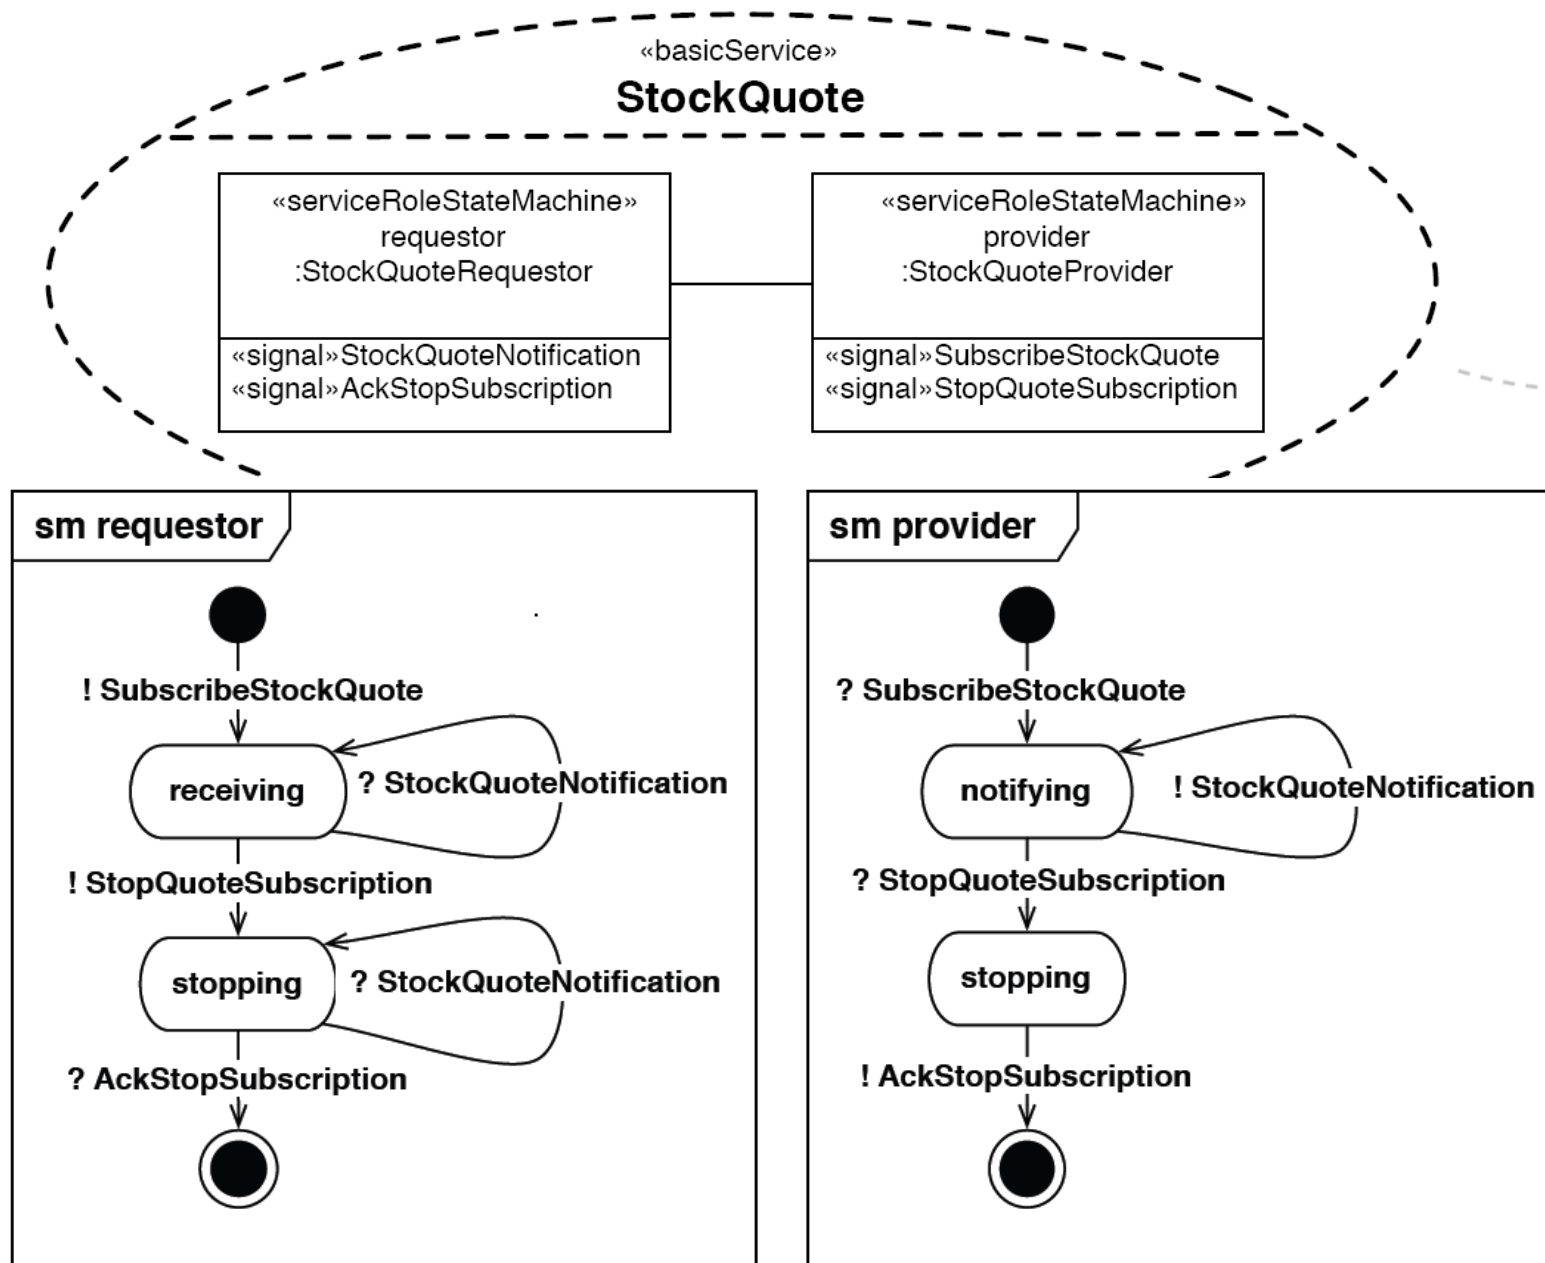 «basicService»
StockQuote
«serviceRoleStateMachine»
requestor
:StockQuoteRequestor
«signal»StockQuoteNotification
«signal»AckStopSubscription
«serviceRoleStateMachine»
provider
:StockQuoteProvider
«signal»SubscribeStockQuote
«signal»StopQuoteSubscription
sm requestor
! SubscribeStockQuote
receiving
? StockQuoteNotification
! StopQuoteSubscription
stopping
? StockQuoteNotification
? AckStopSubscription
sm provider
? SubscribeStockQuote
notifying
! StockQuoteNotification
? StopQuoteSubscription
stopping
! AckStopSubscription